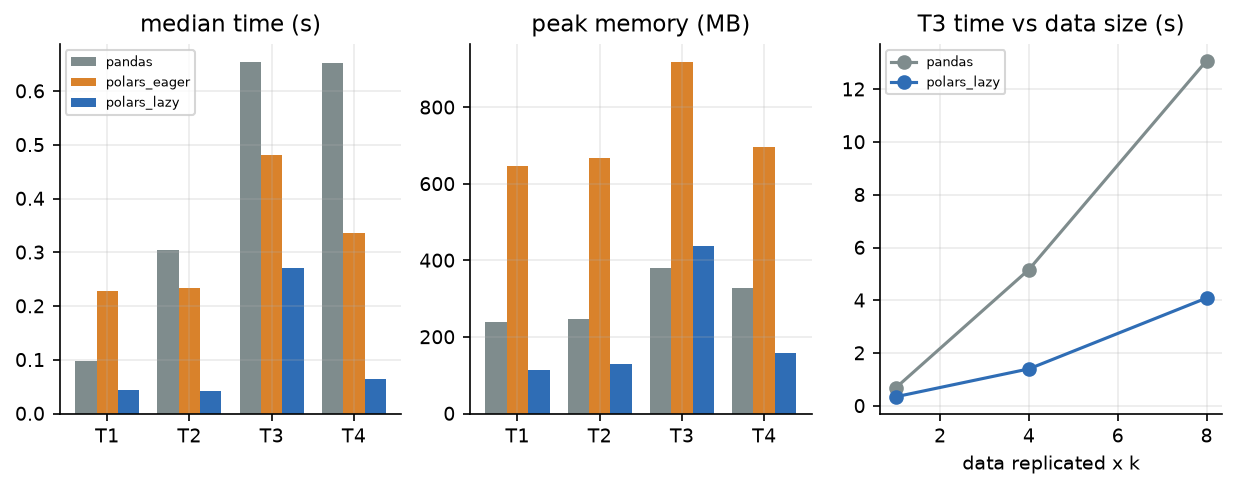 median time (s)
pandas
polars_eager
polars_lazy
0.6
0.5
0.4
0.3
0.2
0.1
0.0
T1 T2 T3 T4
peak memory (MB)
800
600
400
200
0
T1 T2 T3 T4
T3 time vs data size (s)
pandas
polars_lazy
12
10
8
6
4
2
0
2 4 6 8
data replicated x k